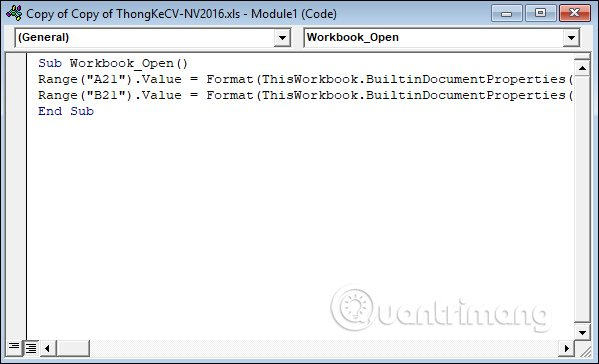 Copy of Copy of ThongKeCV-NV2016.xls - Module1 (Code)
(General) Workbook_Open
Sub Workbook_Open()
Range("A21").Value = Format(ThisWorkbook.BuiltinDocumentProperties(
Range("B21").Value = Format(ThisWorkbook.BuiltinDocumentProperties(
End Sub
Quantrimang